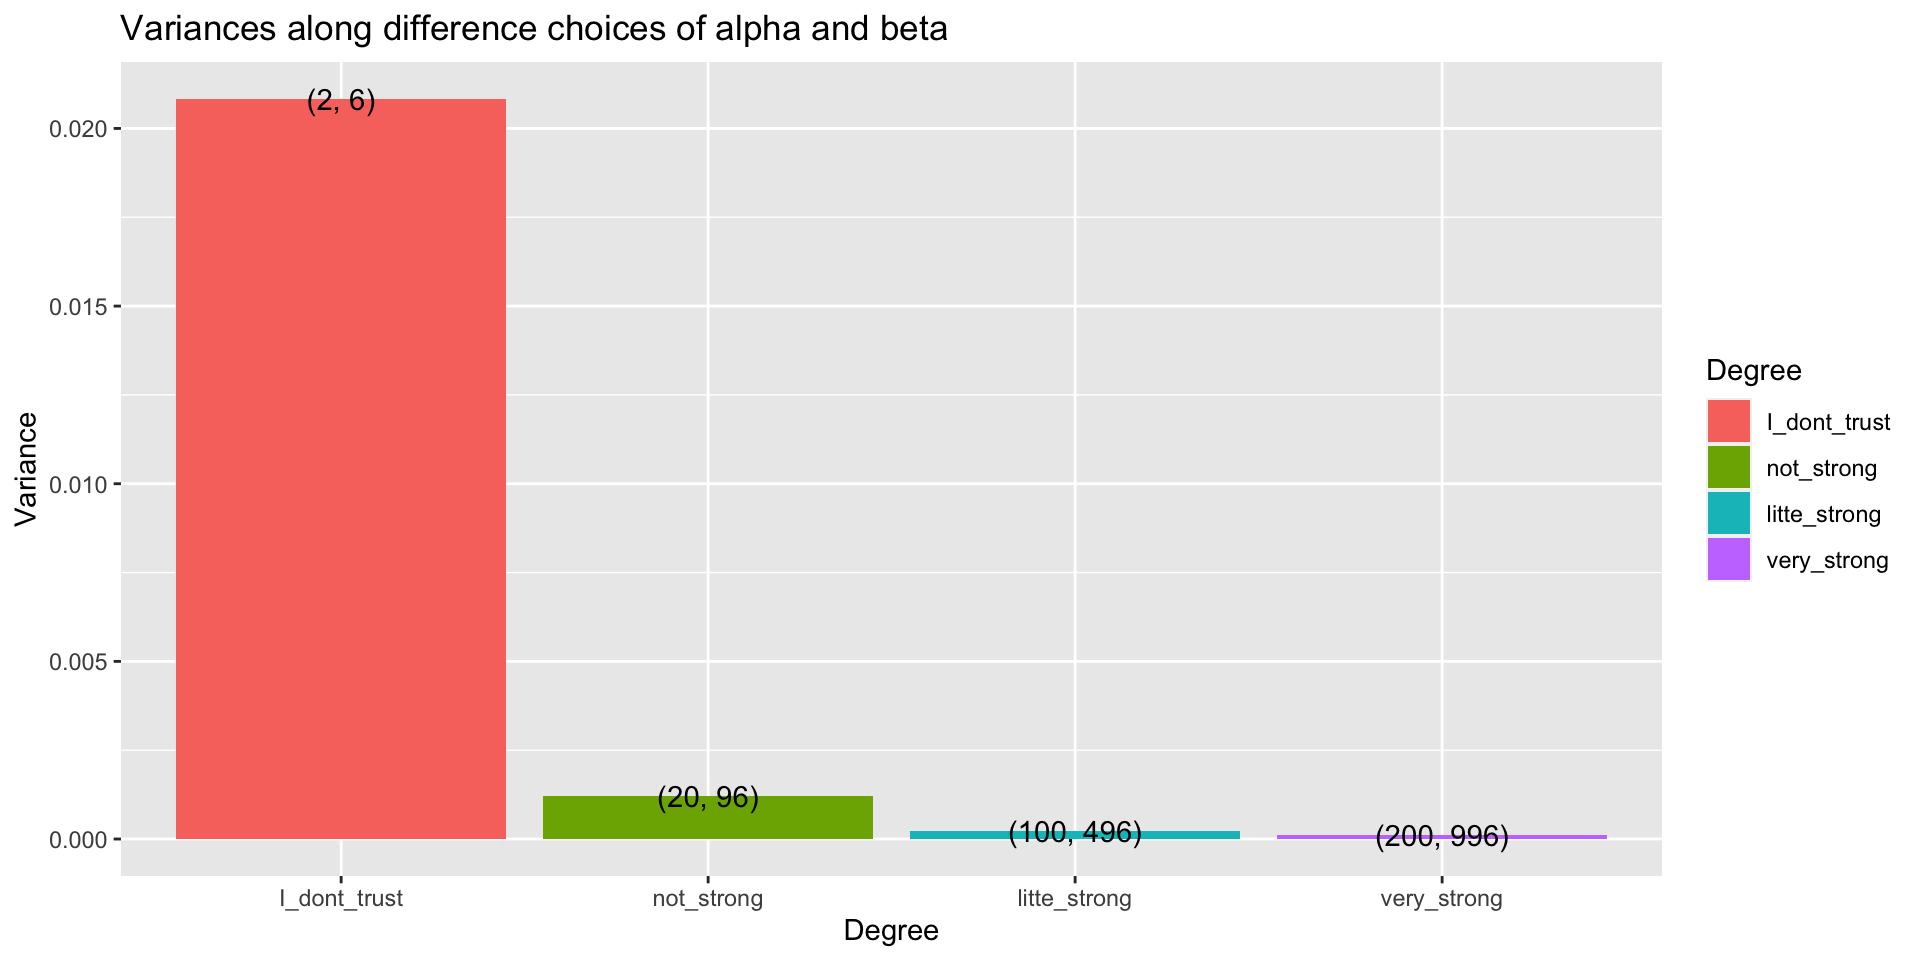 Variances along difference choices of alpha and beta
Variance
0.020
0.015
0.010
0.005
0.000
(2, 6)
(20, 96)
(100, 496)
(200, 996)
I_dont_trust
not_strong
litte_strong
very_strong
Degree
Degree
I_dont_trust
not_strong
litte_strong
very_strong